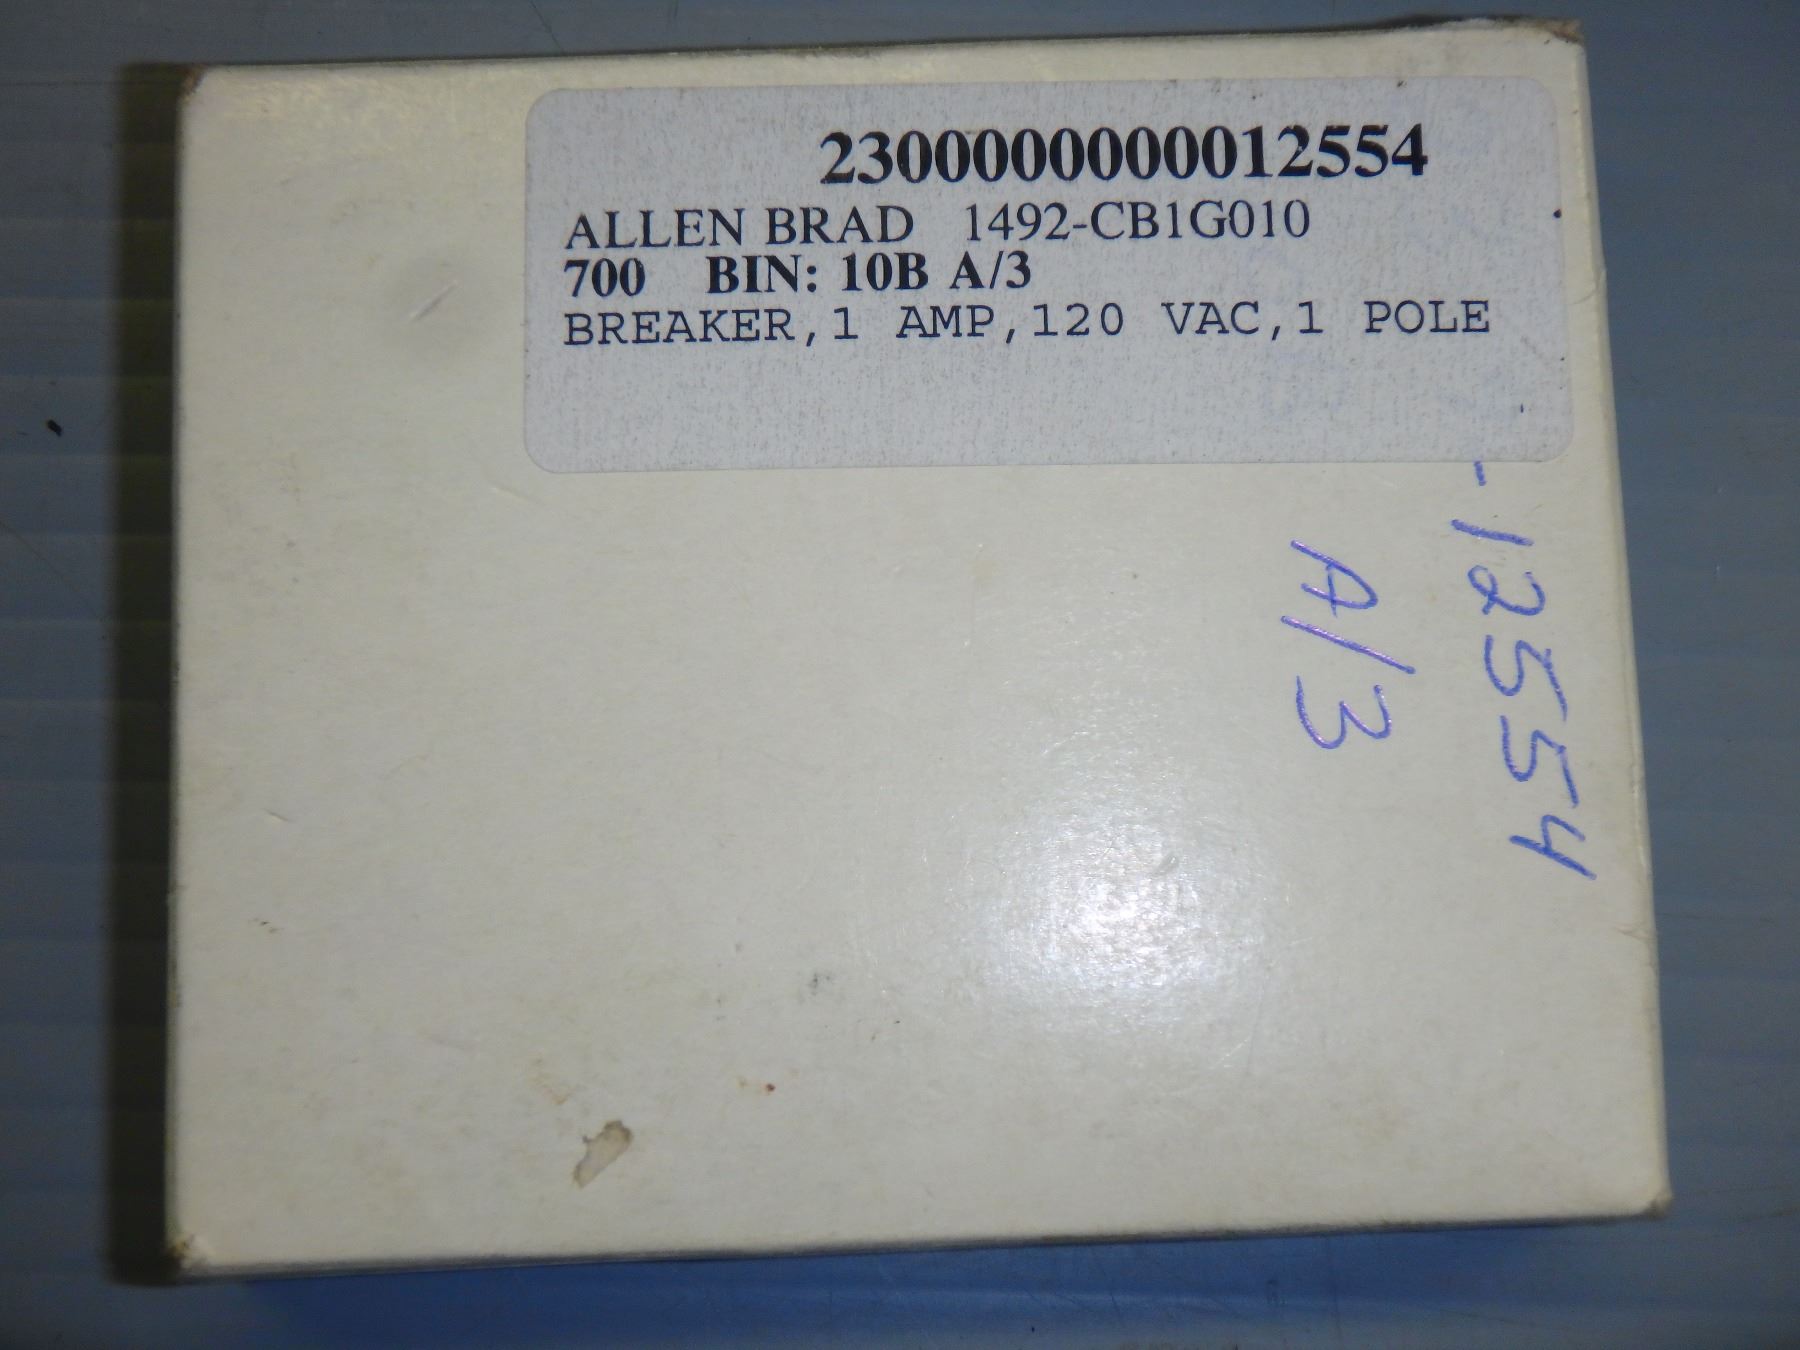 2300000000012554
ALLEN BRAD 1492-CB1G010
700 BIN: 10B A/3
BREAKER,1 AMP,120 VAC,1 POLE
-12554
A/3